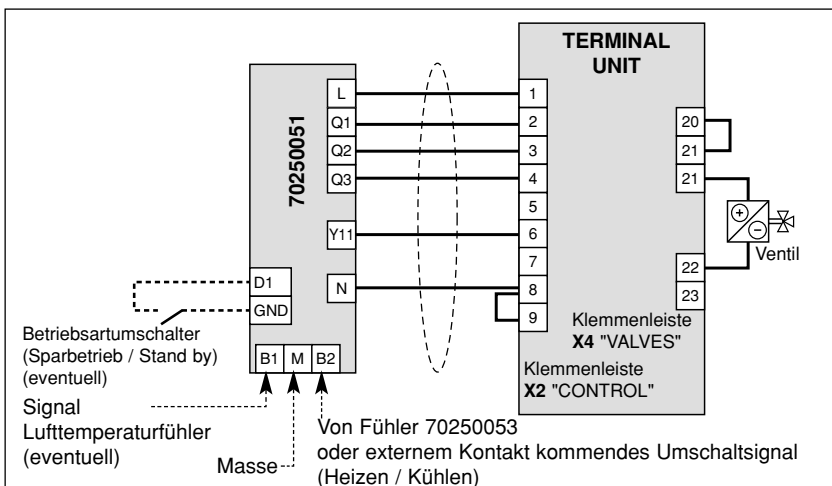 TERMINAL
UNIT
70250051
L
Q1
Q2
Q3
Y11
N
D1
GND
B1 M B2
1
2
3
4
5
6
7
8
9
20
21
21
22
23
Ventil
Klemmenleiste
X4 "VALVES"
Klemmenleiste
X2 "CONTROL"
Betriebsartumschalter
(Sparbetrieb / Stand by)
(eventuell)
Signal
Lufttemperaturfühler
(eventuell)
Masse
Von Fühler 70250053
oder externem Kontakt kommendes Umschaltsignal
(Heizen / Kühlen)